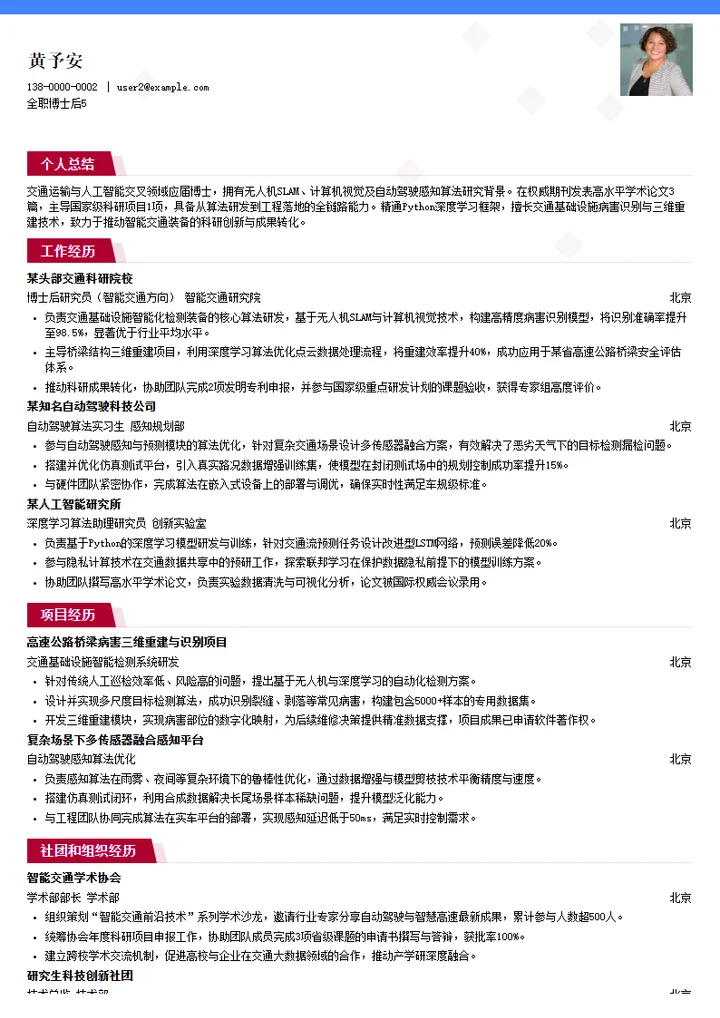 黄予安
138-0000-0002 | user2@example.com
全职博士后5
个人总结
交通运输与人工智能交叉领域应届博士，拥有无人机SLAM、计算机视觉及自动驾驶感知算法研究背景。在权威期刊发表高水平学术论文3
篇，主导国家级科研项目1项，具备从算法研发到工程落地的全链路能力。精通Python深度学习框架，擅长交通基础设施病害识别与三维重
建技术，致力于推动智能交通装备的科研创新与成果转化。
工作经历
某头部交通科研院校
博士后研究员（智能交通方向） 智能交通研究院 北京
• 负责交通基础设施智能化检测装备的核心算法研发，基于无人机SLAM与计算机视觉技术，构建高精度病害识别模型，将识别准确率提升
至98.5%，显著优于行业平均水平。
• 主导桥梁结构三维重建项目，利用深度学习算法优化点云数据处理流程，将重建效率提升40%，成功应用于某省高速公路桥梁安全评估
体系。
• 推动科研成果转化，协助团队完成2项发明专利申报，并参与国家级重点研发计划的课题验收，获得专家组高度评价。
某知名自动驾驶科技公司
自动驾驶算法实习生 感知规划部 北京
• 参与自动驾驶感知与预测模块的算法优化，针对复杂交通场景设计多传感器融合方案，有效解决了恶劣天气下的目标检测漏检问题。
• 搭建并优化仿真测试平台，引入真实路况数据增强训练集，使模型在封闭测试场中的规划控制成功率提升15%。
• 与硬件团队紧密协作，完成算法在嵌入式设备上的部署与调优，确保实时性满足车规级标准。
某人工智能研究所
深度学习算法助理研究员 创新实验室 北京
• 负责基于Python的深度学习模型研发与训练，针对交通流预测任务设计改进型LSTM网络，预测误差降低20%。
• 参与隐私计算技术在交通数据共享中的预研工作，探索联邦学习在保护数据隐私前提下的模型训练方案。
• 协助团队撰写高水平学术论文，负责实验数据清洗与可视化分析，论文被国际权威会议录用。
项目经历
高速公路桥梁病害三维重建与识别项目
交通基础设施智能检测系统研发 北京
• 针对传统人工巡检效率低、风险高的问题，提出基于无人机与深度学习的自动化检测方案。
• 设计并实现多尺度目标检测算法，成功识别裂缝、剥落等常见病害，构建包含5000+样本的专用数据集。
• 开发三维重建模块，实现病害部位的数字化映射，为后续维修决策提供精准数据支撑，项目成果已申请软件著作权。
复杂场景下多传感器融合感知平台
自动驾驶感知算法优化 北京
• 负责感知算法在雨雾、夜间等复杂环境下的鲁棒性优化，通过数据增强与模型剪枝技术平衡精度与速度。
• 搭建仿真测试闭环，利用合成数据解决长尾场景样本稀缺问题，提升模型泛化能力。
• 与工程团队协同完成算法在实车平台的部署，实现感知延迟低于50ms，满足实时控制需求。
社团和组织经历
智能交通学术协会
学术部部长 学术部 北京
• 组织策划“智能交通前沿技术”系列学术沙龙，邀请行业专家分享自动驾驶与智慧高速最新成果，累计参与人数超500人。
• 统筹协会年度科研项目申报工作，协助团队成员完成3项省级课题的申请书撰写与答辩，获批率100%。
• 建立跨校学术交流机制，促进高校与企业在交通大数据领域的合作，推动产学研深度融合。
研究生科技创新社团
技术总监 技术部 北京